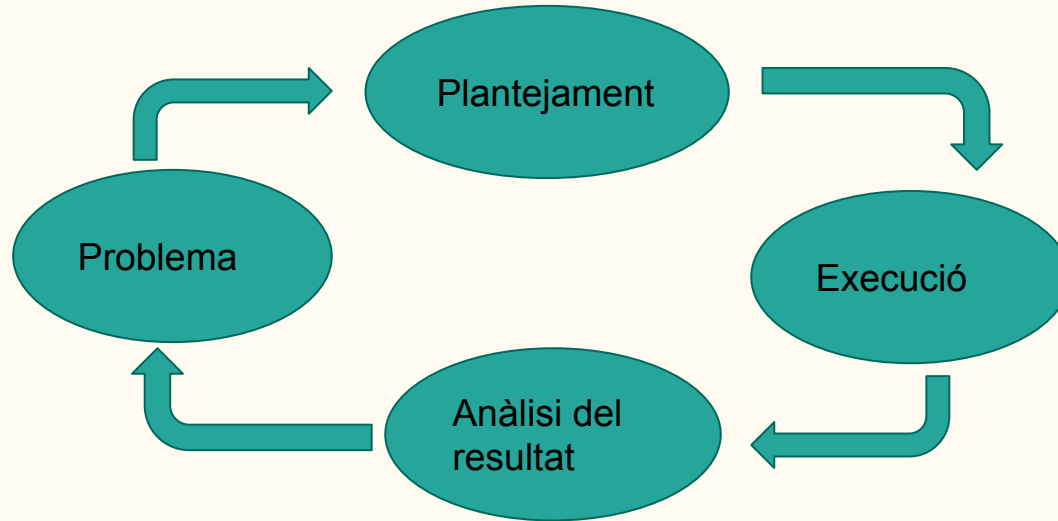 Plantejament
Problema
Execució
Anàlisi del
resultat